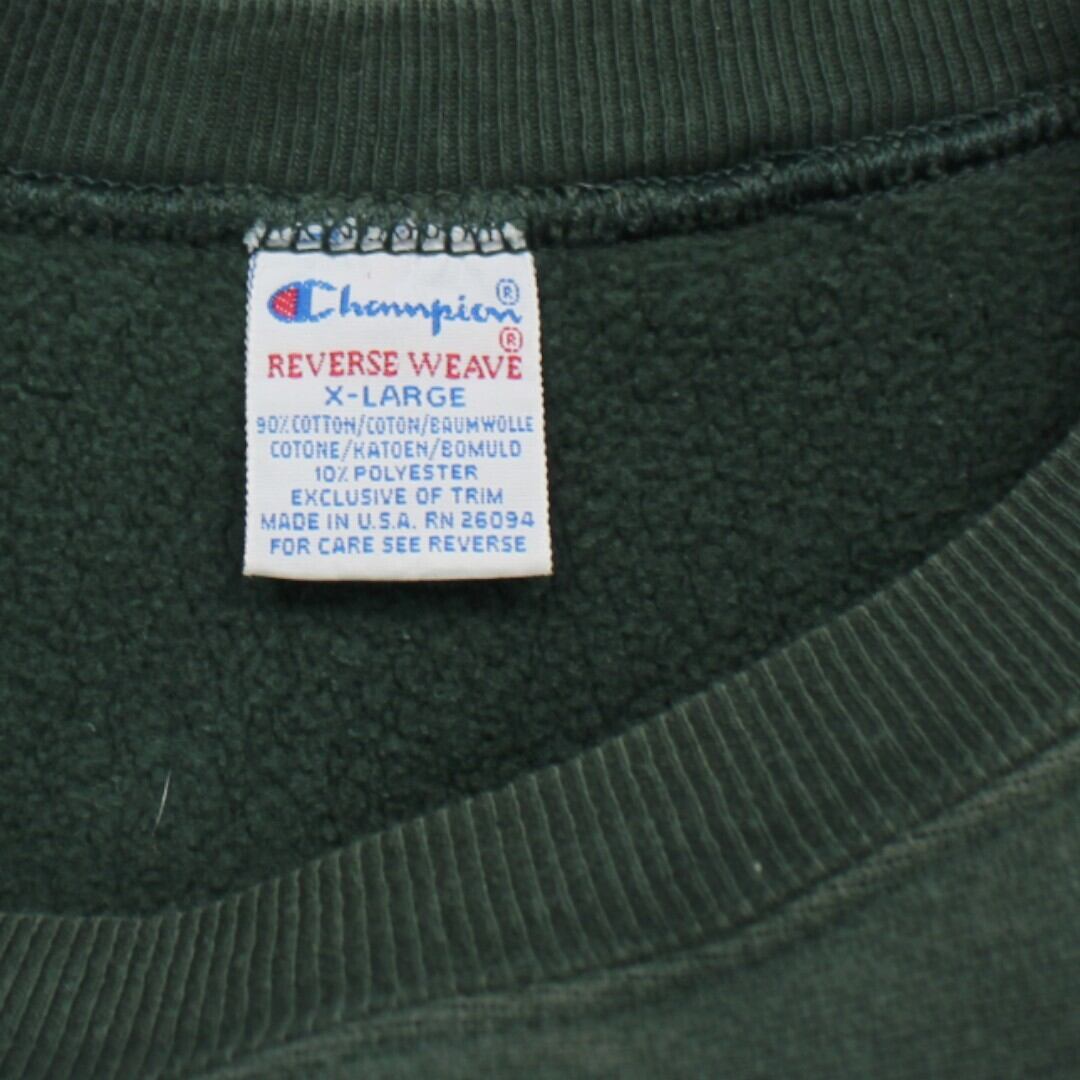 Champion®
REVERSE WEAVE®
X-LARGE
90% COTTON/COTON/BAUMWOLLE
COTONE/KATOEN/BOMULD
10% POLYESTER
EXCLUSIVE OF TRIM
MADE IN U.S.A. RN 26094
FOR CARE SEE REVERSE